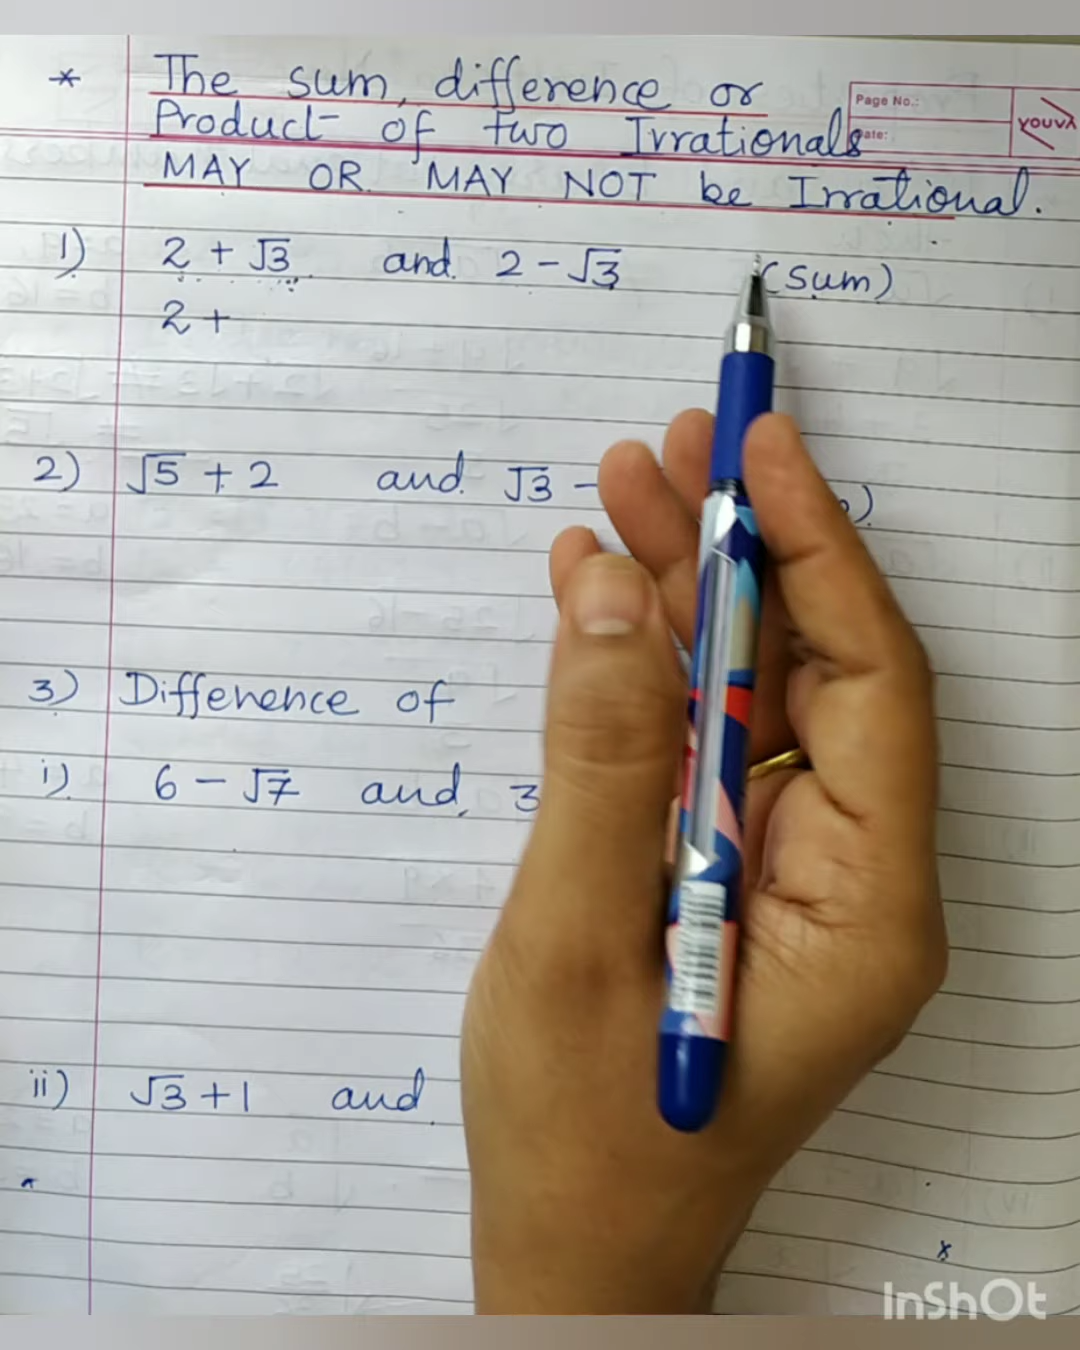 * The sum, difference or
Product of two Irrationals
MAY OR MAY NOT be Irrational.
Page No.:
Date:
youva
1) 2 + √3 and 2 - √3 (Sum)
2 +
2) √5 + 2 and √3 - )
3) Difference of
i) 6 - √7 and 3
ii) √3 + 1 and
InShOt